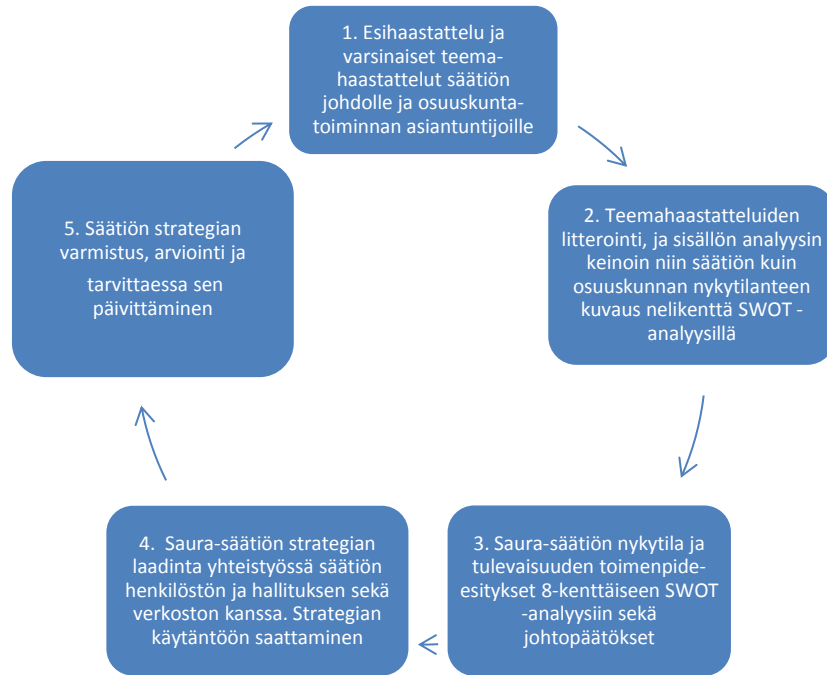 1. Esihaastattelu ja
varsinaiset teema-
haastattelut säätiön
johdolle ja osuuskunta-
toiminnan asiantuntijoille
2. Teemahaastatteluiden
litterointi, ja sisällön analyysin
keinoin niin säätiön kuin
osuuskunnan nykytilanteen
kuvaus nelikenttä SWOT -
analyysillä
3. Saura-säätiön nykytila ja
tulevaisuuden toimenpide-
esitykset 8-kenttäiseen SWOT
-analyysiin sekä
johtopäätökset
4. Saura-säätiön strategian
laadinta yhteistyössä säätiön
henkilöstön ja hallituksen sekä
verkoston kanssa. Strategian
käytäntöön saattaminen
5. Säätiön strategian
varmistus, arviointi ja
tarvittaessa sen
päivittäminen